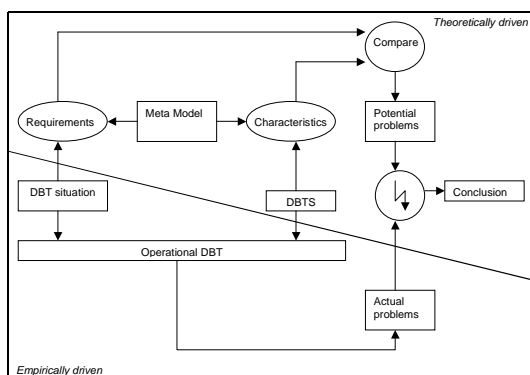 Theoretically driven
Compare
Requirements
Meta Model
Characteristics
Potential
problems
DBT situation
DBTS
Conclusion
Operational DBT
Actual
problems
Empirically driven